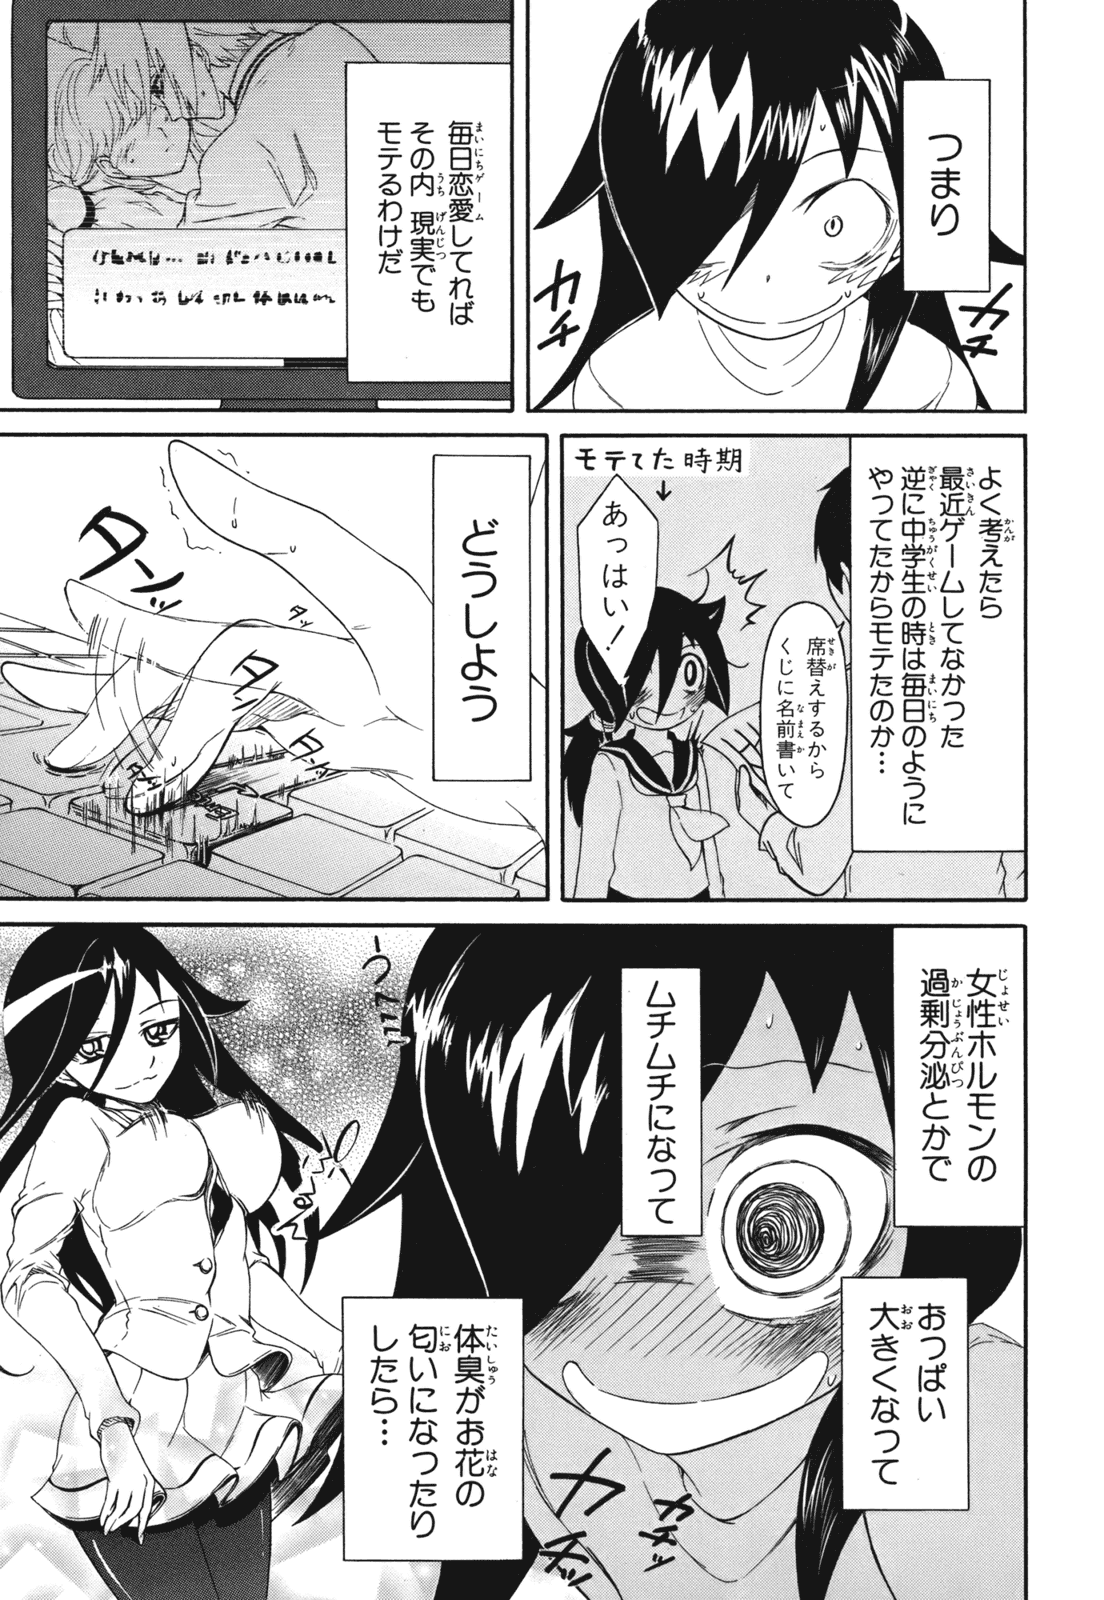 つまり
カチ
カチ
毎日恋愛してれば
その内 現実でも
モテるわけだ
よく考えたら
最近ゲームしてなかった
逆に中学生の時は毎日のように
やってたからモテたのか…
モテてた時期
↓
席替えするから
くじに名前書いて
あっはい!
どうしよう
タンッ
タッ
タン
タンッ
女性ホルモンの
過剰分泌とかで
おっぱい
大きくなって
ムチムチになって
体臭がお花の
匂いになったり
したら…
カチ
カチ